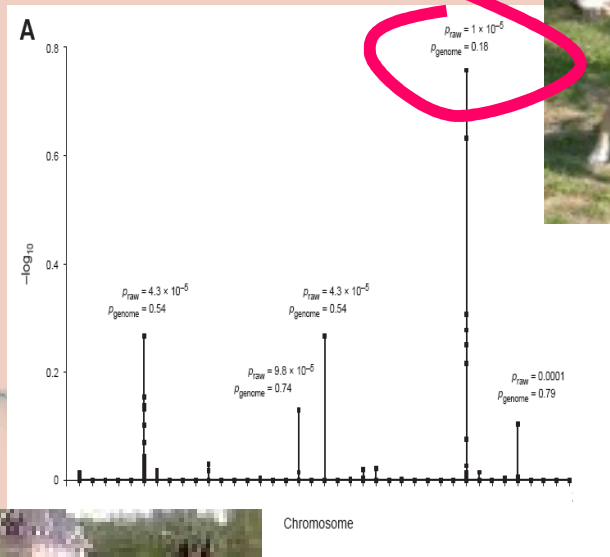 A
p_raw = 1 × 10⁻⁵
p_genome = 0.18
0.8
0.6
–log₁₀
0.4
p_raw = 4.3 × 10⁻⁵
p_genome = 0.54
p_raw = 4.3 × 10⁻⁵
p_genome = 0.54
p_raw = 9.8 × 10⁻⁵
p_genome = 0.74
0.2
p_raw = 0.0001
p_genome = 0.79
0
Chromosome